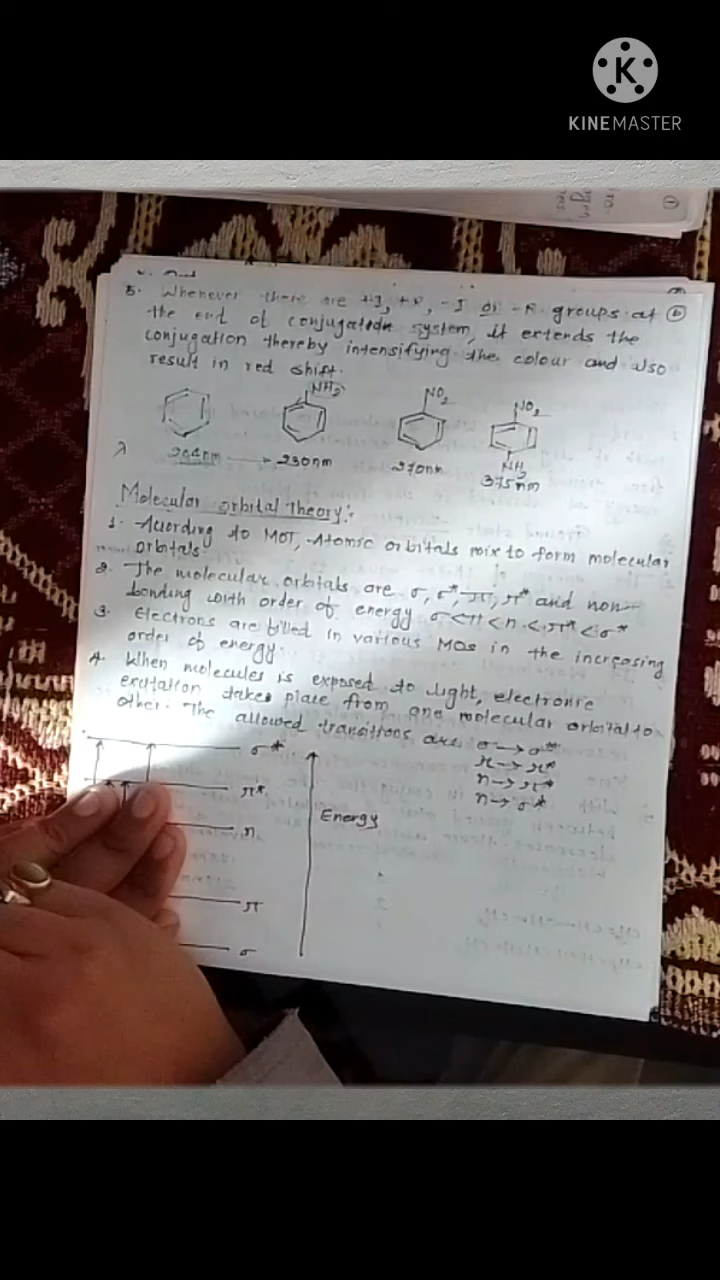 KINEMASTER
5. Whenever there are +I, +R, -I or -R groups at
the end of conjugation system, it extends the
conjugation thereby intensifying the colour and also
result in red shift.
NH2 NO2 NO2
NH2
λ 230nm 270nm 375nm
Molecular orbital Theory:
1. Acording to MOT, Atomic orbitals mix to form molecular
orbitals.
2. The molecular orbitals are σ, σ*, π, π* and non-
bonding with order of energy σ<π<n<π*<σ*
3. Electrons are filled in various MOs in the increasing
order of energy.
4. When molecules is exposed to light, electronic
exitation takes place from one molecular orbital to
other. The allowed transitions are σ→σ*
π→π*
n→π*
n→σ*
σ*
π*
n
Energy
π
σ